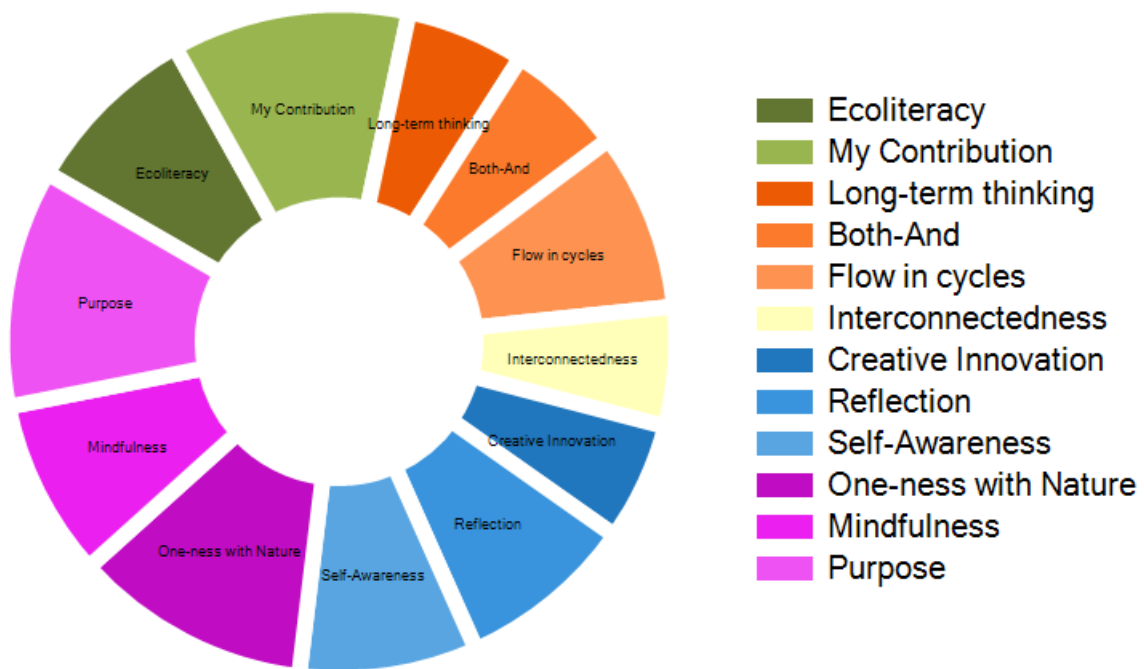 My Contribution
Long-term thinking
Both-And
Ecoliteracy
Flow in cycles
Purpose
Interconnectedness
Creative Innovation
Mindfulness
Reflection
One-ness with Nature
Self-Awareness
Ecoliteracy
My Contribution
Long-term thinking
Both-And
Flow in cycles
Interconnectedness
Creative Innovation
Reflection
Self-Awareness
One-ness with Nature
Mindfulness
Purpose